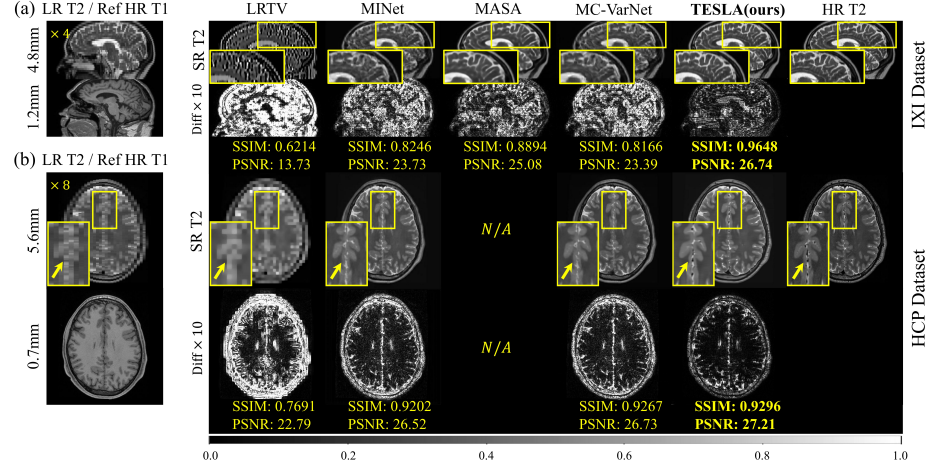 (a) LR T2 / Ref HR T1
LRTV MINet MASA MC-VarNet TESLA(ours) HR T2
× 4
4.8mm
1.2mm
SR T2
Diff × 10
IXI Dataset
SSIM: 0.6214 SSIM: 0.8246 SSIM: 0.8894 SSIM: 0.8166 SSIM: 0.9648
PSNR: 13.73 PSNR: 23.73 PSNR: 25.08 PSNR: 23.39 PSNR: 26.74
(b) LR T2 / Ref HR T1
× 8
5.6mm
0.7mm
SR T2
N/A
Diff × 10
N/A
HCP Dataset
SSIM: 0.7691 SSIM: 0.9202 SSIM: 0.9267 SSIM: 0.9296
PSNR: 22.79 PSNR: 26.52 PSNR: 26.73 PSNR: 27.21
0.0 0.2 0.4 0.6 0.8 1.0